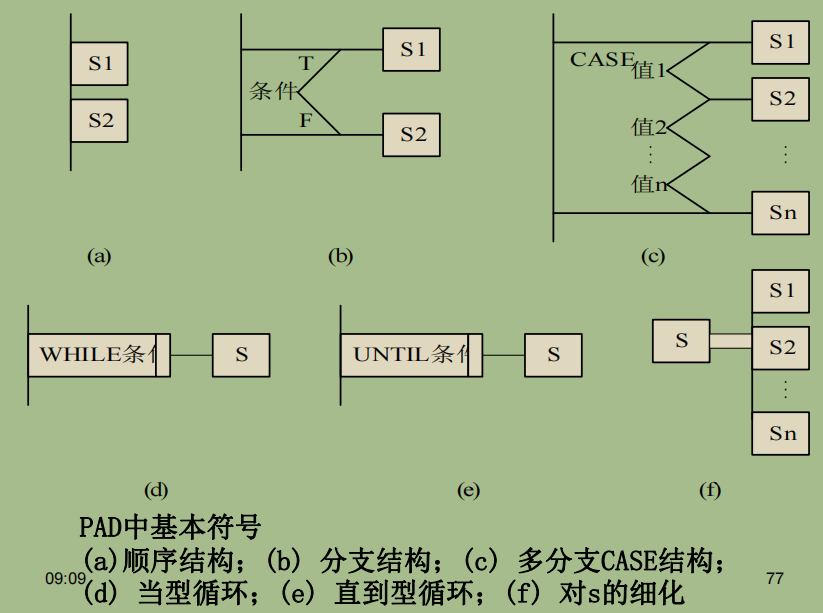 S1
S2
(a)
T
条件
F
S1
S2
(b)
CASE
值1
值2
⋮
值n
S1
S2
⋮
Sn
(c)
WHILE条件
S
(d)
UNTIL条件
S
(e)
S
S1
S2
⋮
Sn
(f)
PAD中基本符号
(a)顺序结构；(b) 分支结构；(c) 多分支CASE结构；
(d) 当型循环；(e) 直到型循环；(f) 对s的细化
09:09
77